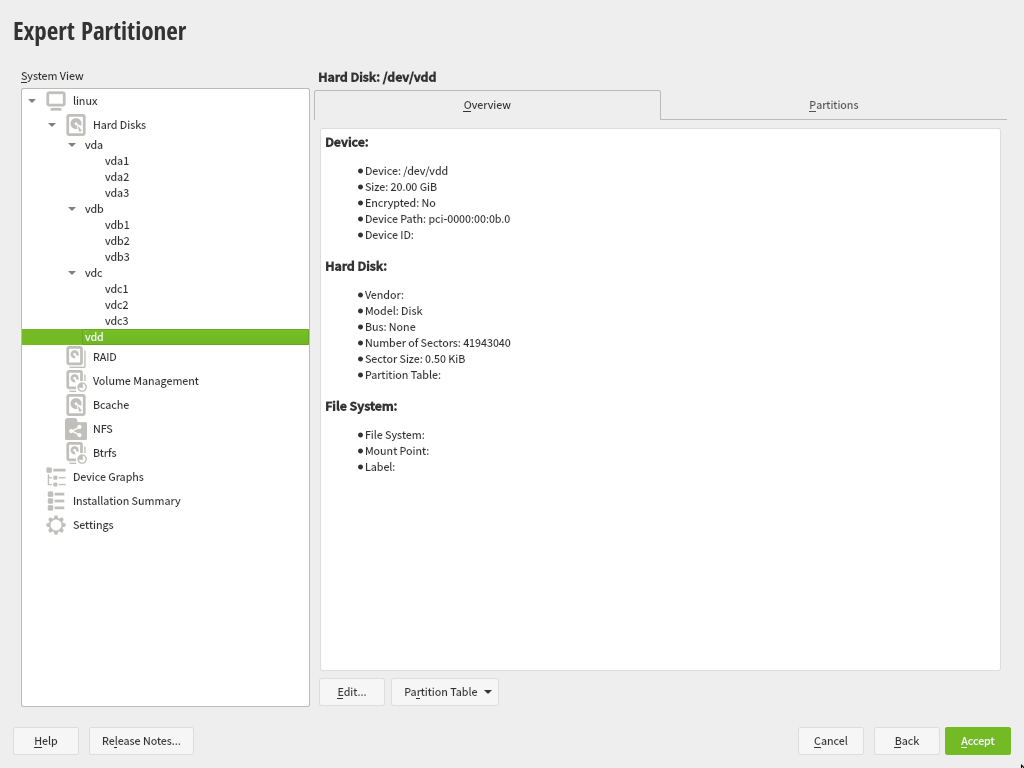 Expert Partitioner
System View
linux
Hard Disks
vda
vda1
vda2
vda3
vdb
vdb1
vdb2
vdb3
vdc
vdc1
vdc2
vdc3
vdd
RAID
Volume Management
Bcache
NFS
Btrfs
Device Graphs
Installation Summary
Settings
Hard Disk: /dev/vdd
Overview
Partitions
Device:
● Device: /dev/vdd
● Size: 20.00 GiB
● Encrypted: No
● Device Path: pci-0000:00:0b.0
● Device ID:
Hard Disk:
● Vendor:
● Model: Disk
● Bus: None
● Number of Sectors: 41943040
● Sector Size: 0.50 KiB
● Partition Table:
File System:
● File System:
● Mount Point:
● Label:
Edit...
Partition Table
Help
Release Notes...
Cancel
Back
Accept